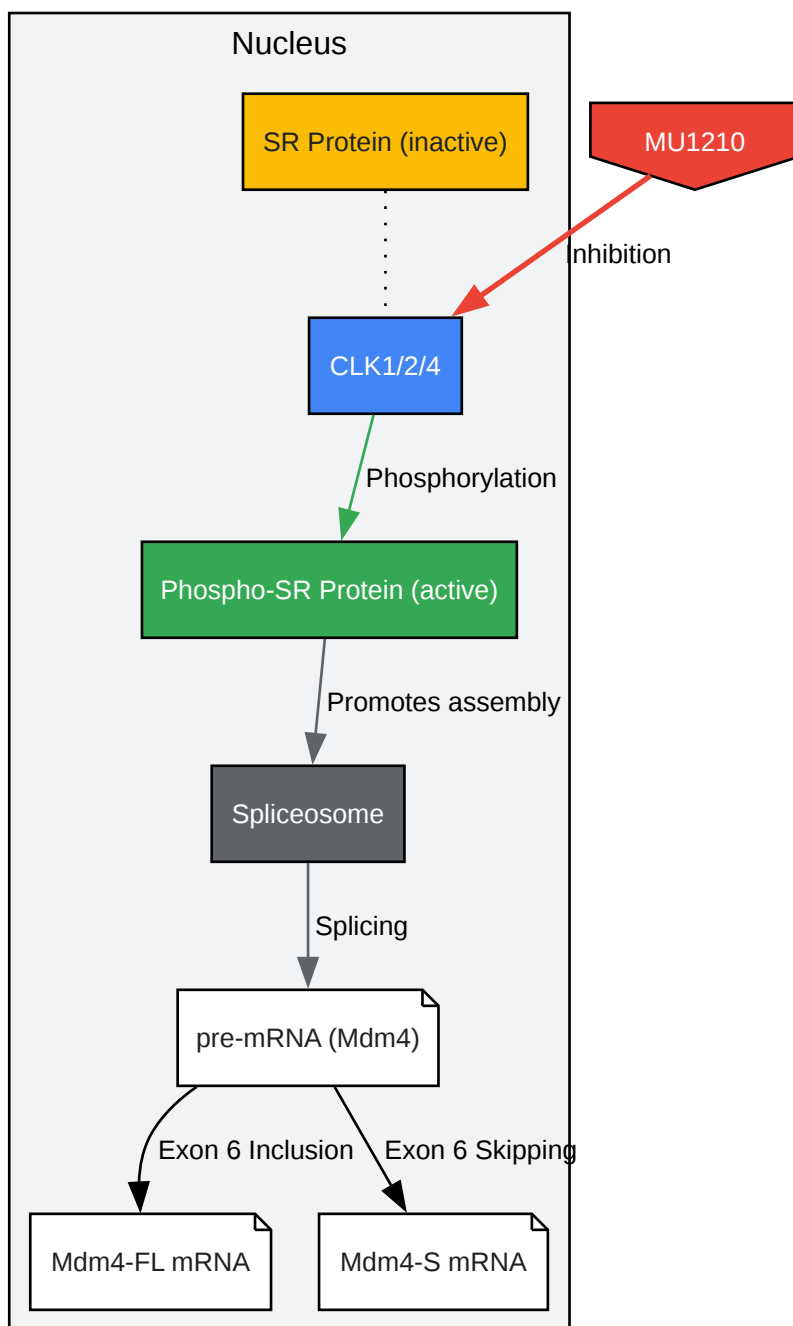 Nucleus
SR Protein (inactive)
MU1210
Inhibition
CLK1/2/4
Phosphorylation
Phospho-SR Protein (active)
Promotes assembly
Spliceosome
Splicing
pre-mRNA (Mdm4)
Exon 6 Inclusion
Exon 6 Skipping
Mdm4-FL mRNA
Mdm4-S mRNA